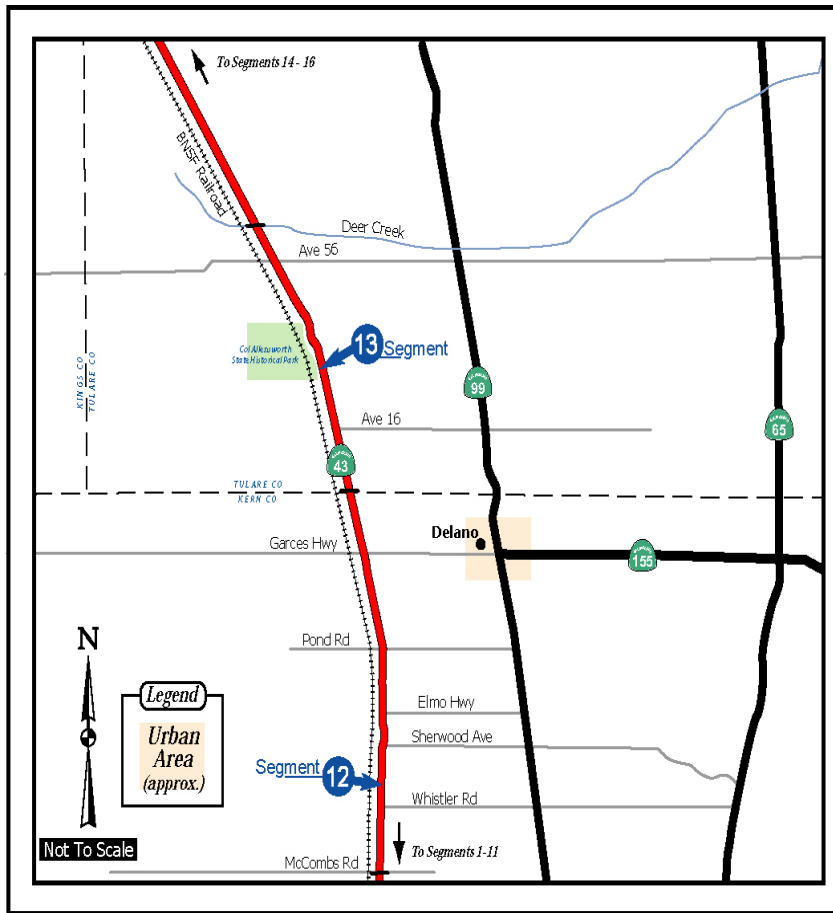 To Segments 14 - 16
BNSF Railroad
Deer Creek
Ave 56
Col Allensworth
State Historical Park
13 Segment
KINGS CO
TULARE CO
99
Ave 16
65
43
TULARE CO
KERN CO
Delano
Garces Hwy
155
Pond Rd
N
Legend
Urban
Area
(approx.)
Elmo Hwy
Sherwood Ave
Segment 12
Whistler Rd
Not To Scale
To Segments 1-11
McCombs Rd